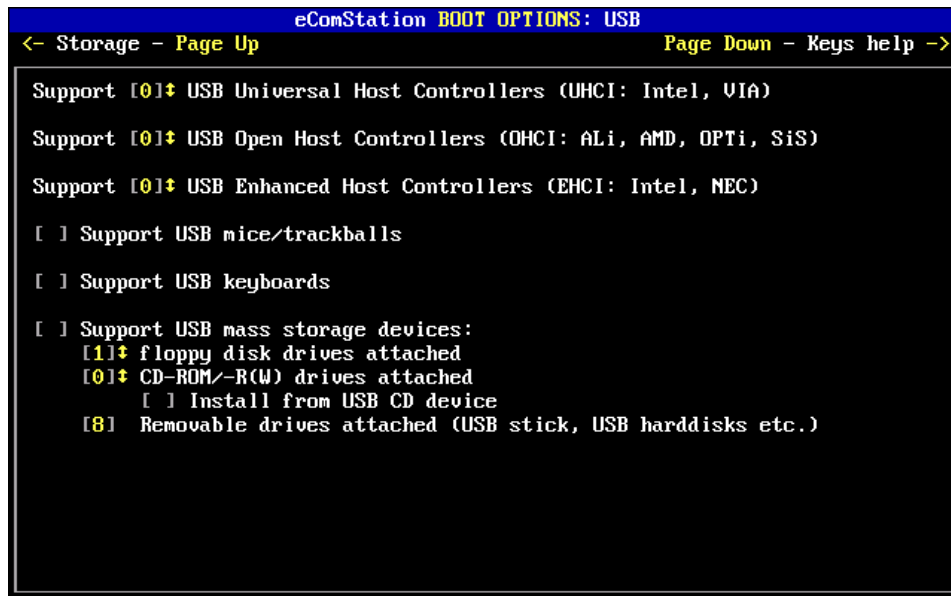 eComStation BOOT OPTIONS: USB
<- Storage - Page Up Page Down - Keys help ->
Support [0]↕ USB Universal Host Controllers (UHCI: Intel, VIA)
Support [0]↕ USB Open Host Controllers (OHCI: ALi, AMD, OPTi, SiS)
Support [0]↕ USB Enhanced Host Controllers (EHCI: Intel, NEC)
[ ] Support USB mice/trackballs
[ ] Support USB keyboards
[ ] Support USB mass storage devices:
[1]↕ floppy disk drives attached
[0]↕ CD-ROM/-R(W) drives attached
[ ] Install from USB CD device
[8] Removable drives attached (USB stick, USB harddisks etc.)